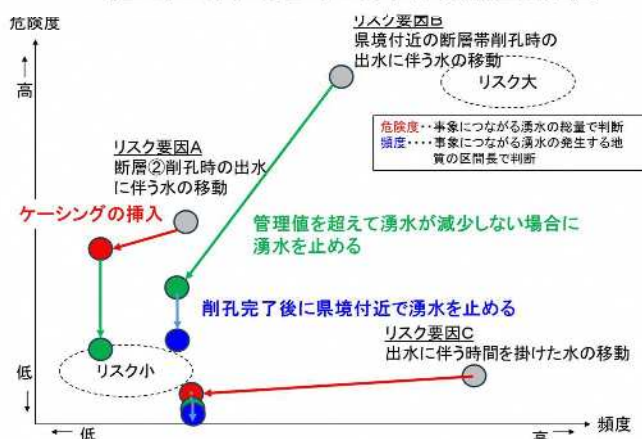 危険度
高
リスク要因B
県境付近の断層帯削孔時の
出水に伴う水の移動
リスク大
危険度‥事象につながる湧水の総量で判断
頻度‥‥事象につながる湧水の発生する地
質の区間長で判断
リスク要因A
断層②削孔時の出水
に伴う水の移動
ケーシングの挿入
管理値を超えて湧水が減少しない場合に
湧水を止める
削孔完了後に県境付近で湧水を止める
リスク要因C
出水に伴う時間を掛けた水の移動
リスク小
低
低
高
頻度